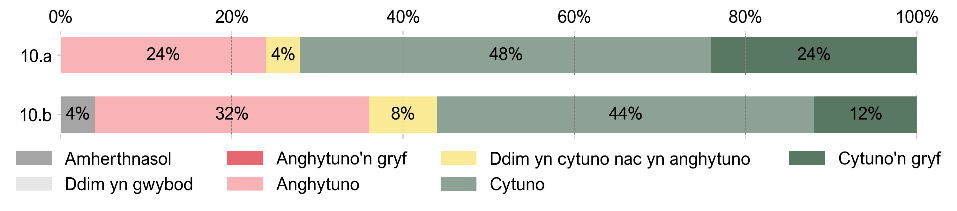 0% 20% 40% 60% 80% 100%
10.a 24% 4% 48% 24%
10.b 4% 32% 8% 44% 12%
Amherthnasol Anghytuno'n gryf Ddim yn cytuno nac yn anghytuno Cytuno'n gryf
Ddim yn gwybod Anghytuno Cytuno